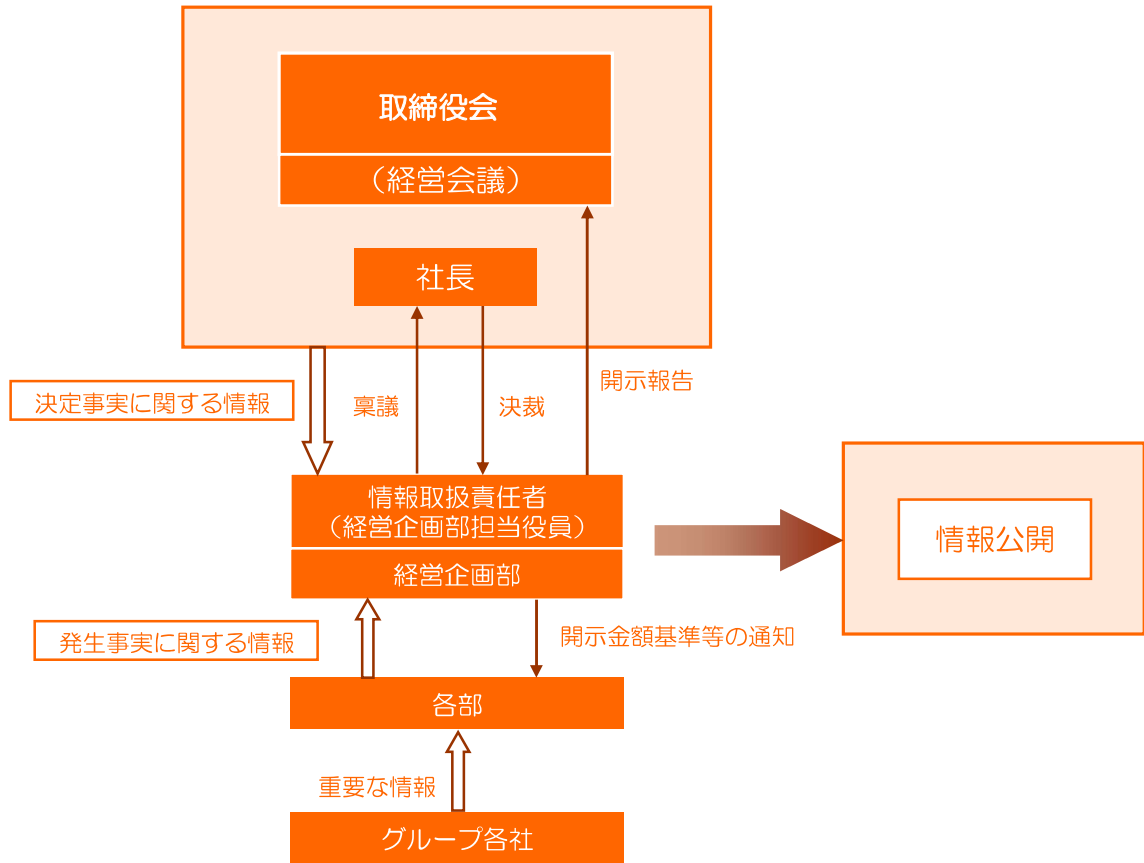 取締役会
（経営会議）
社長
開示報告
決定事実に関する情報
稟議
決裁
情報取扱責任者
（経営企画部担当役員）
情報公開
経営企画部
発生事実に関する情報
開示金額基準等の通知
各部
重要な情報
グループ各社